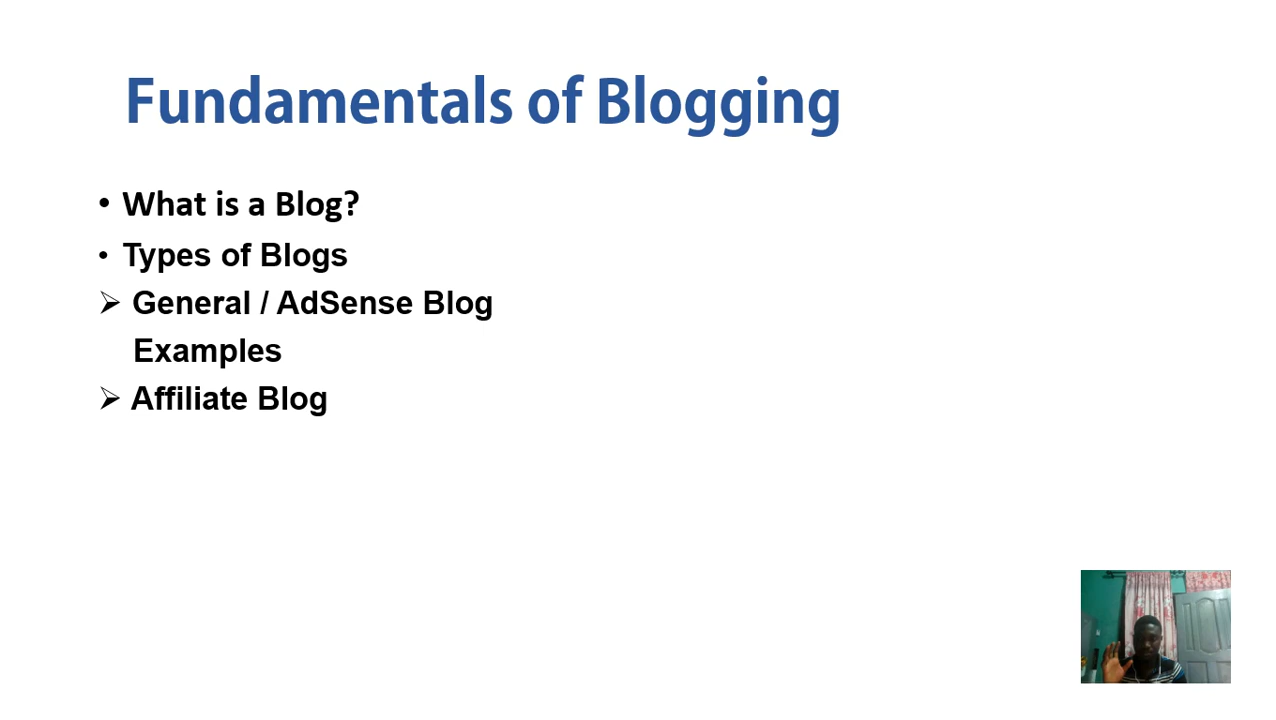 Fundamentals of Blogging
• What is a Blog?
• Types of Blogs
➢ General / AdSense Blog
Examples
➢ Affiliate Blog